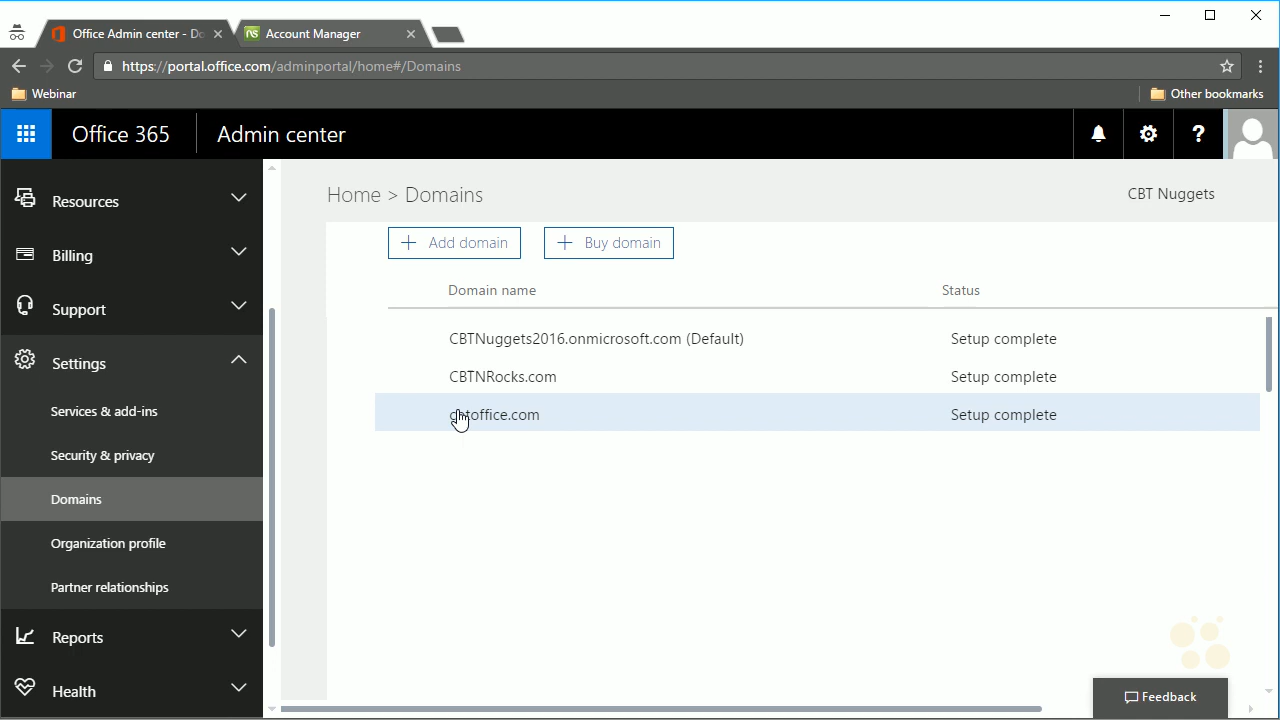 Office Admin center - Do
Account Manager
https://portal.office.com/adminportal/home#/Domains
Webinar
Other bookmarks
Office 365
Admin center
?
Resources
Billing
Support
Settings
Services & add-ins
Security & privacy
Domains
Organization profile
Partner relationships
Reports
Health
Home > Domains
CBT Nuggets
+ Add domain
+ Buy domain
Domain name
Status
CBTNuggets2016.onmicrosoft.com (Default)
Setup complete
CBTNRocks.com
Setup complete
cbtoffice.com
Setup complete
Feedback